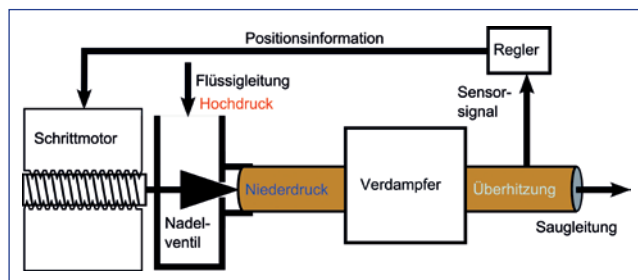 Positionsinformation
Regler
Flüssigleitung
Hochdruck
Sensor-
signal
Schrittmotor
Niederdruck
Verdampfer
Überhitzung
Nadel-
ventil
Saugleitung